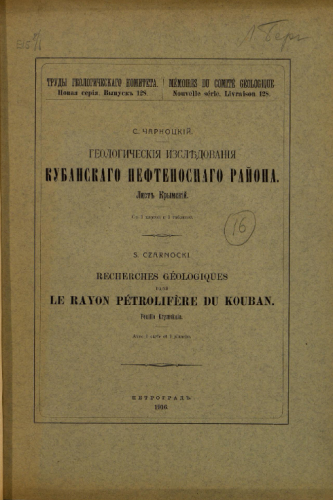 Л. Берг
ТРУДЫ ГЕОЛОГИЧЕСКАГО КОМИТЕТА.
Новая серія. Выпускъ 128.
MÉMOIRES DU COMITÉ GÉOLOGIQUE
Nouvelle série. Livraison 128.
С. ЧАРНОЦКІЙ.
ГЕОЛОГИЧЕСКІЯ ИЗСЛѢДОВАНІЯ
КУБАНСКАГО НЕФТЕНОСНАГО РАЙОНА.
Листъ Крымскій.
16
S. CZARNOCKI.
RECHERCHES GÉOLOGIQUES
DANS
LE RAYON PÉTROLIFÈRE DU KOUBAN.
ПЕТРОГРАДЪ
1916.